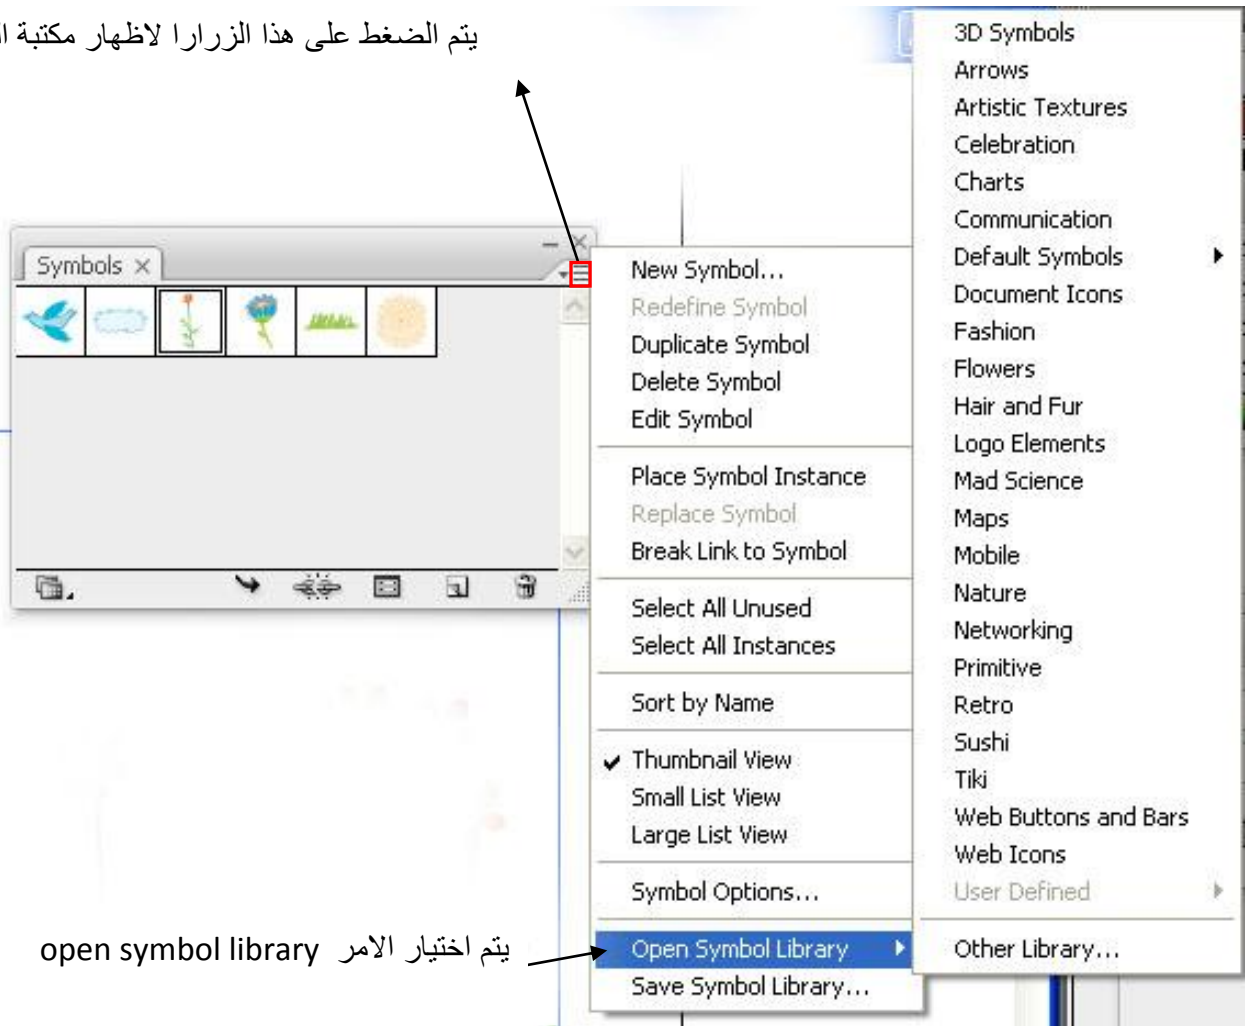 يتم الضغط على هذا الزرارا لاظهار مكتبة
Symbols
New Symbol...
Redefine Symbol
Duplicate Symbol
Delete Symbol
Edit Symbol
Place Symbol Instance
Replace Symbol
Break Link to Symbol
Select All Unused
Select All Instances
Sort by Name
Thumbnail View
Small List View
Large List View
Symbol Options...
Open Symbol Library
Save Symbol Library...
3D Symbols
Arrows
Artistic Textures
Celebration
Charts
Communication
Default Symbols
Document Icons
Fashion
Flowers
Hair and Fur
Logo Elements
Mad Science
Maps
Mobile
Nature
Networking
Primitive
Retro
Sushi
Tiki
Web Buttons and Bars
Web Icons
User Defined
Other Library...
يتم اختيار الامر open symbol library